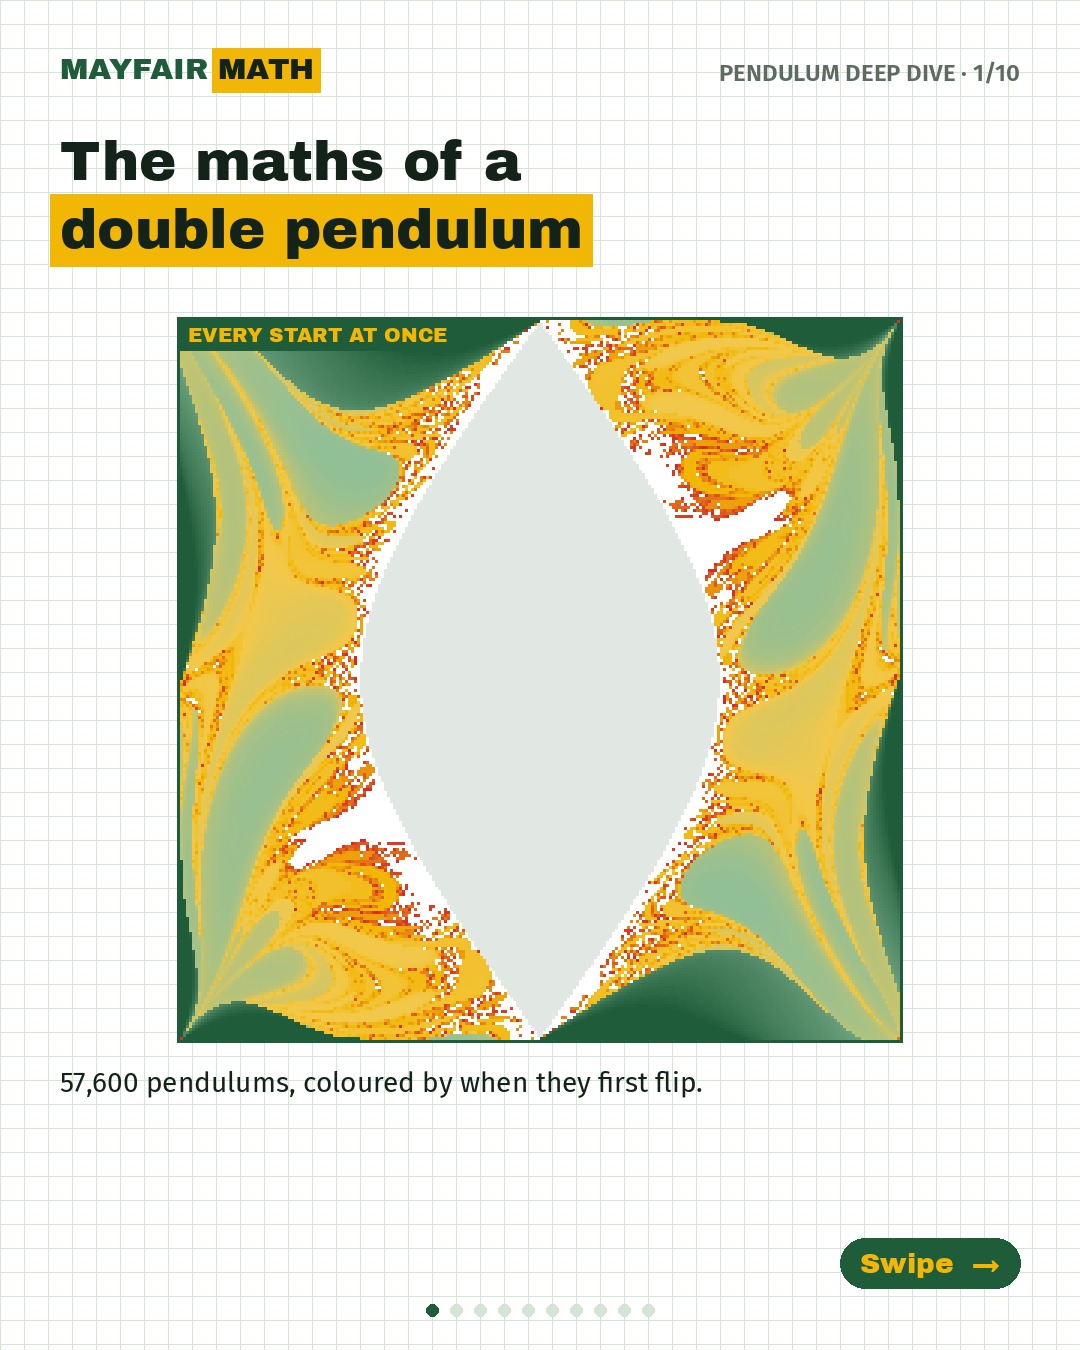 MAYFAIR MATH
PENDULUM DEEP DIVE · 1/10
The maths of a
double pendulum
EVERY START AT ONCE
57,600 pendulums, coloured by when they first flip.
Swipe →